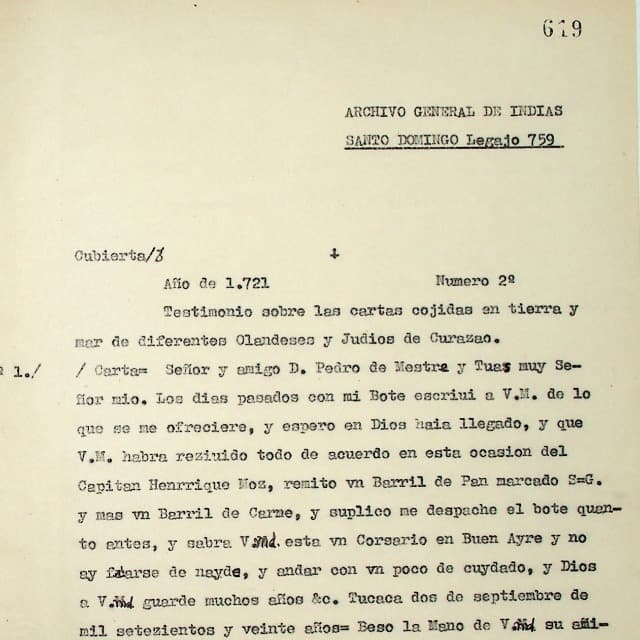 619
ARCHIVO GENERAL DE INDIAS
SANTO DOMINGO Legajo 759
Cubierta/
Año de 1.721 Numero 2º
Testimonio sobre las cartas cojidas en tierra y
mar de diferentes Olandeses y Judios de Curazao.
º 1./ / Carta= Señor y amigo D. Pedro de Mestra y Tuas muy Se-
ñor mio. Los dias pasados con mi Bote escriui a V.M. de lo
que se me ofreciere, y espero en Dios haia llegado, y que
V.M. habra reziuido todo de acuerdo en esta ocasion del
Capitan Henrrique Moz, remito vn Barril de Pan marcado S=G.
y mas vn Barril de Carne, y suplico me despache el bote quan-
to antes, y sabra V.Md. esta vn Corsario en Buen Ayre y no
ay fiarse de nayde, y andar con vn poco de cuydado, y Dios
a V.Md guarde muchos años &c. Tucaca dos de septiembre de
mil setezientos y veinte años= Beso la Mano de V.Md su ami-